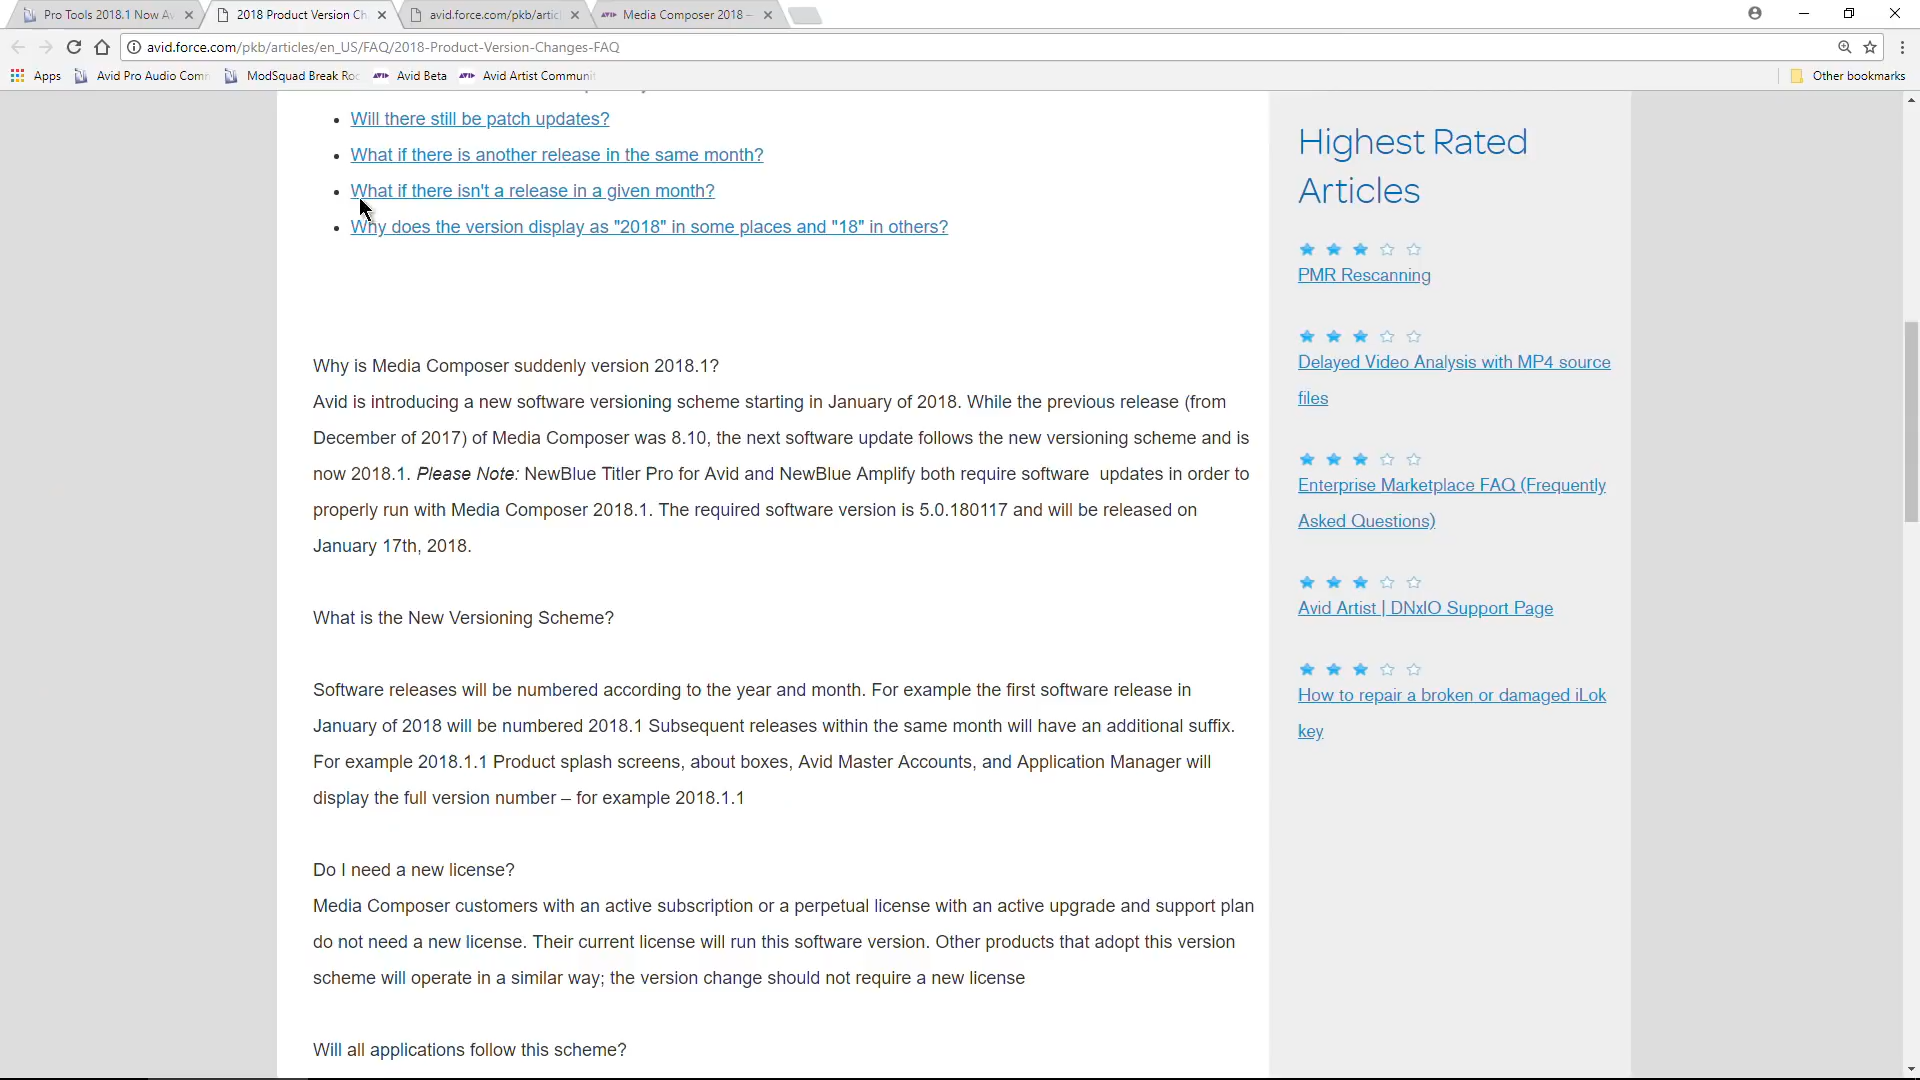 Pro Tools 2018.1 Now Av
2018 Product Version Ch
avid.force.com/pkb/artic
Media Composer 2018 –
avid.force.com/pkb/articles/en_US/FAQ/2018-Product-Version-Changes-FAQ
Apps
Avid Pro Audio Comm
ModSquad Break Roo
Avid Beta
Avid Artist Communit
Other bookmarks
Will there still be patch updates?
What if there is another release in the same month?
What if there isn't a release in a given month?
Why does the version display as "2018" in some places and "18" in others?
Why is Media Composer suddenly version 2018.1?
Avid is introducing a new software versioning scheme starting in January of 2018. While the previous release (from
December of 2017) of Media Composer was 8.10, the next software update follows the new versioning scheme and is
now 2018.1. Please Note: NewBlue Titler Pro for Avid and NewBlue Amplify both require software  updates in order to
properly run with Media Composer 2018.1. The required software version is 5.0.180117 and will be released on
January 17th, 2018.
What is the New Versioning Scheme?
Software releases will be numbered according to the year and month. For example the first software release in
January of 2018 will be numbered 2018.1 Subsequent releases within the same month will have an additional suffix.
For example 2018.1.1 Product splash screens, about boxes, Avid Master Accounts, and Application Manager will
display the full version number – for example 2018.1.1
Do I need a new license?
Media Composer customers with an active subscription or a perpetual license with an active upgrade and support plan
do not need a new license. Their current license will run this software version. Other products that adopt this version
scheme will operate in a similar way; the version change should not require a new license
Will all applications follow this scheme?
Highest Rated
Articles
PMR Rescanning
Delayed Video Analysis with MP4 source
files
Enterprise Marketplace FAQ (Frequently
Asked Questions)
Avid Artist | DNxIO Support Page
How to repair a broken or damaged iLok
key